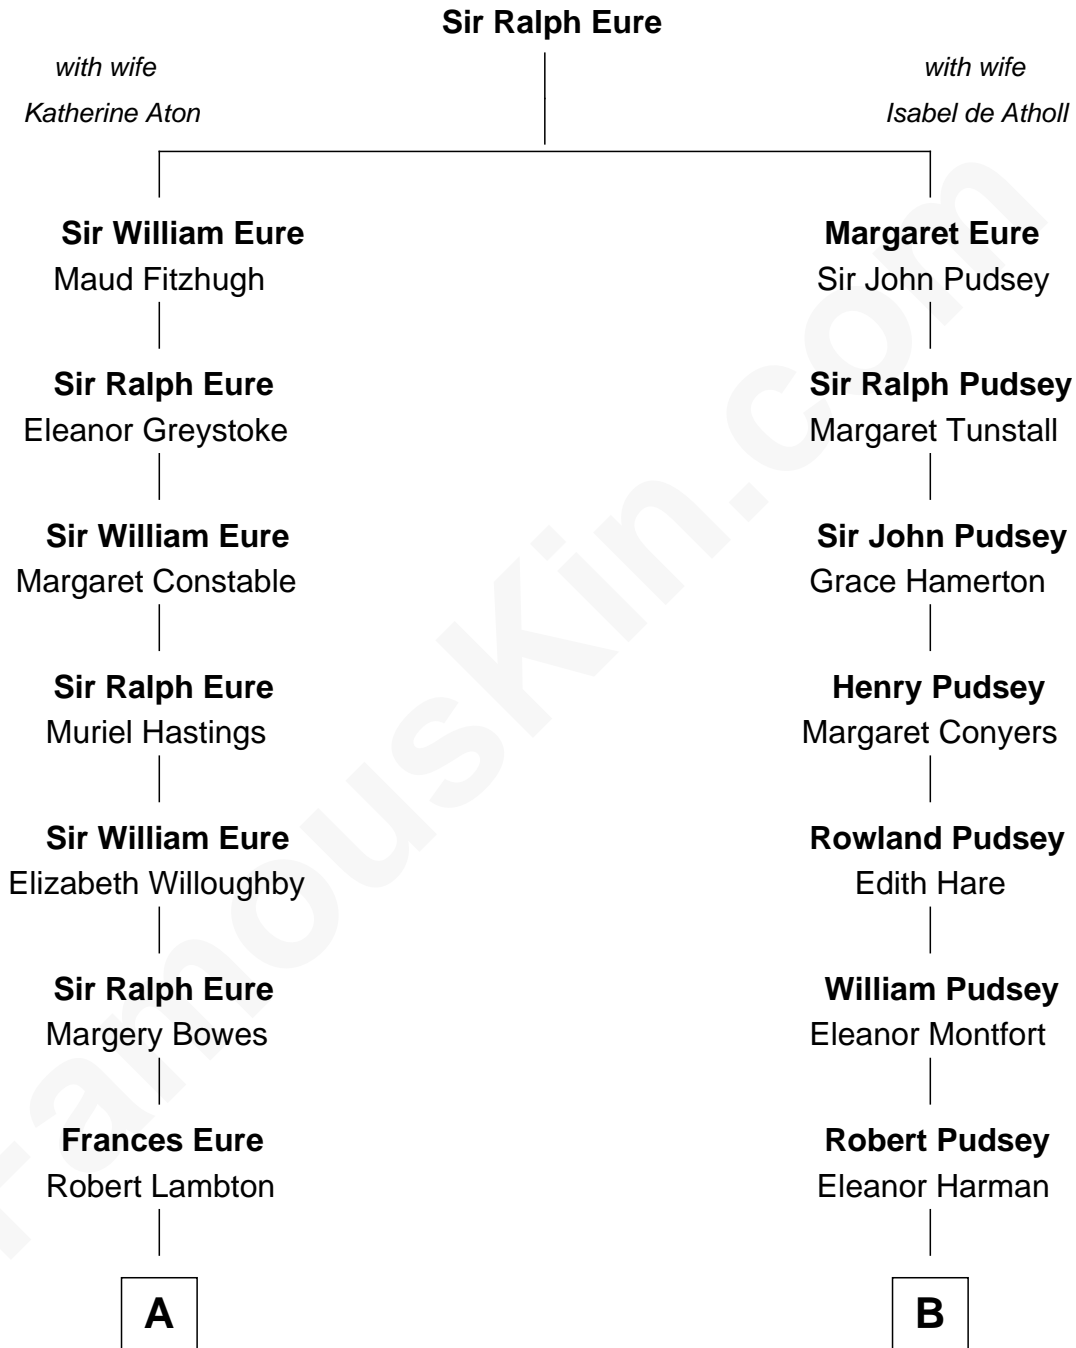 Sir Ralph Eure
with wife
Katherine Aton
with wife
Isabel de Atholl
Sir William Eure
Maud Fitzhugh
Margaret Eure
Sir John Pudsey
Sir Ralph Eure
Eleanor Greystoke
Sir Ralph Pudsey
Margaret Tunstall
Sir William Eure
Margaret Constable
Sir John Pudsey
Grace Hamerton
Sir Ralph Eure
Muriel Hastings
Henry Pudsey
Margaret Conyers
Sir William Eure
Elizabeth Willoughby
Rowland Pudsey
Edith Hare
Sir Ralph Eure
Margery Bowes
William Pudsey
Eleanor Montfort
Frances Eure
Robert Lambton
Robert Pudsey
Eleanor Harman
A
B
FamousKin.com